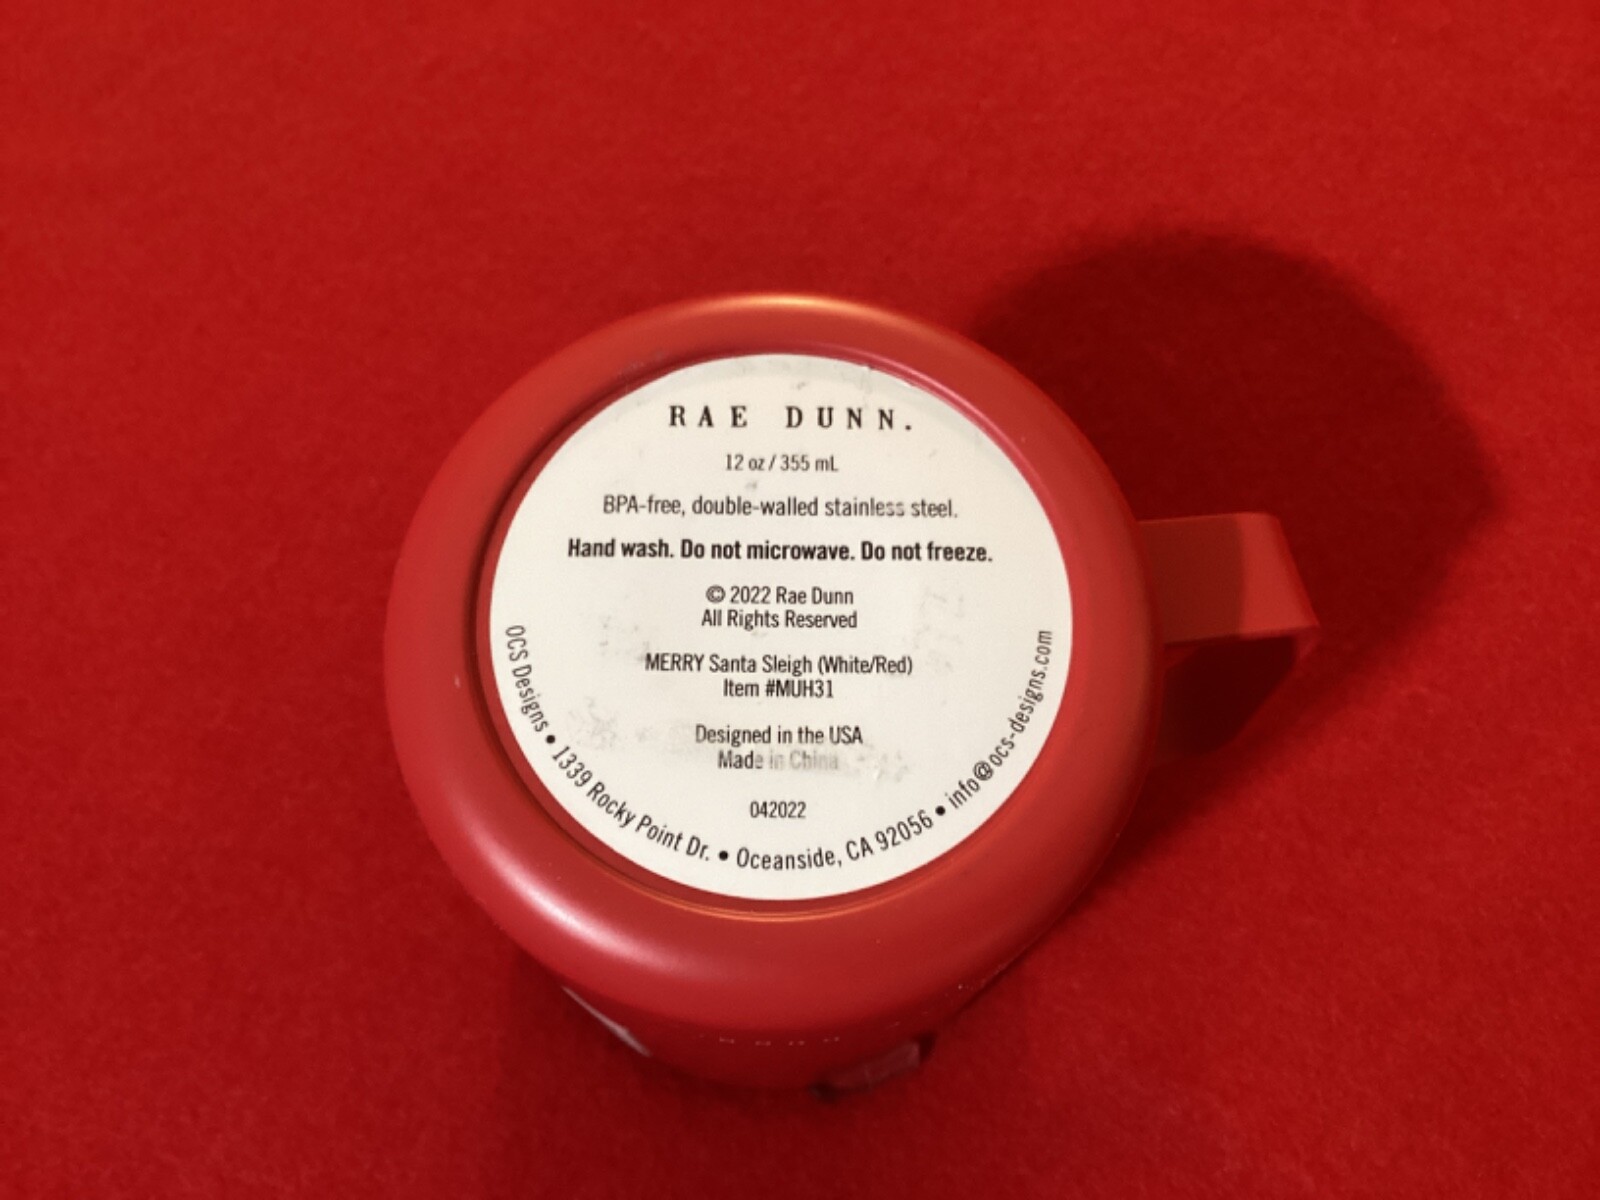 RAE DUNN.
12 oz / 355 mL
BPA-free, double-walled stainless steel.
Hand wash. Do not microwave. Do not freeze.
© 2022 Rae Dunn
All Rights Reserved
MERRY Santa Sleigh (White/Red)
Item #MUH31
Designed in the USA
Made in China
042022
OCS Designs • 1339 Rocky Point Dr. • Oceanside, CA 92056 • info@ocs-designs.com